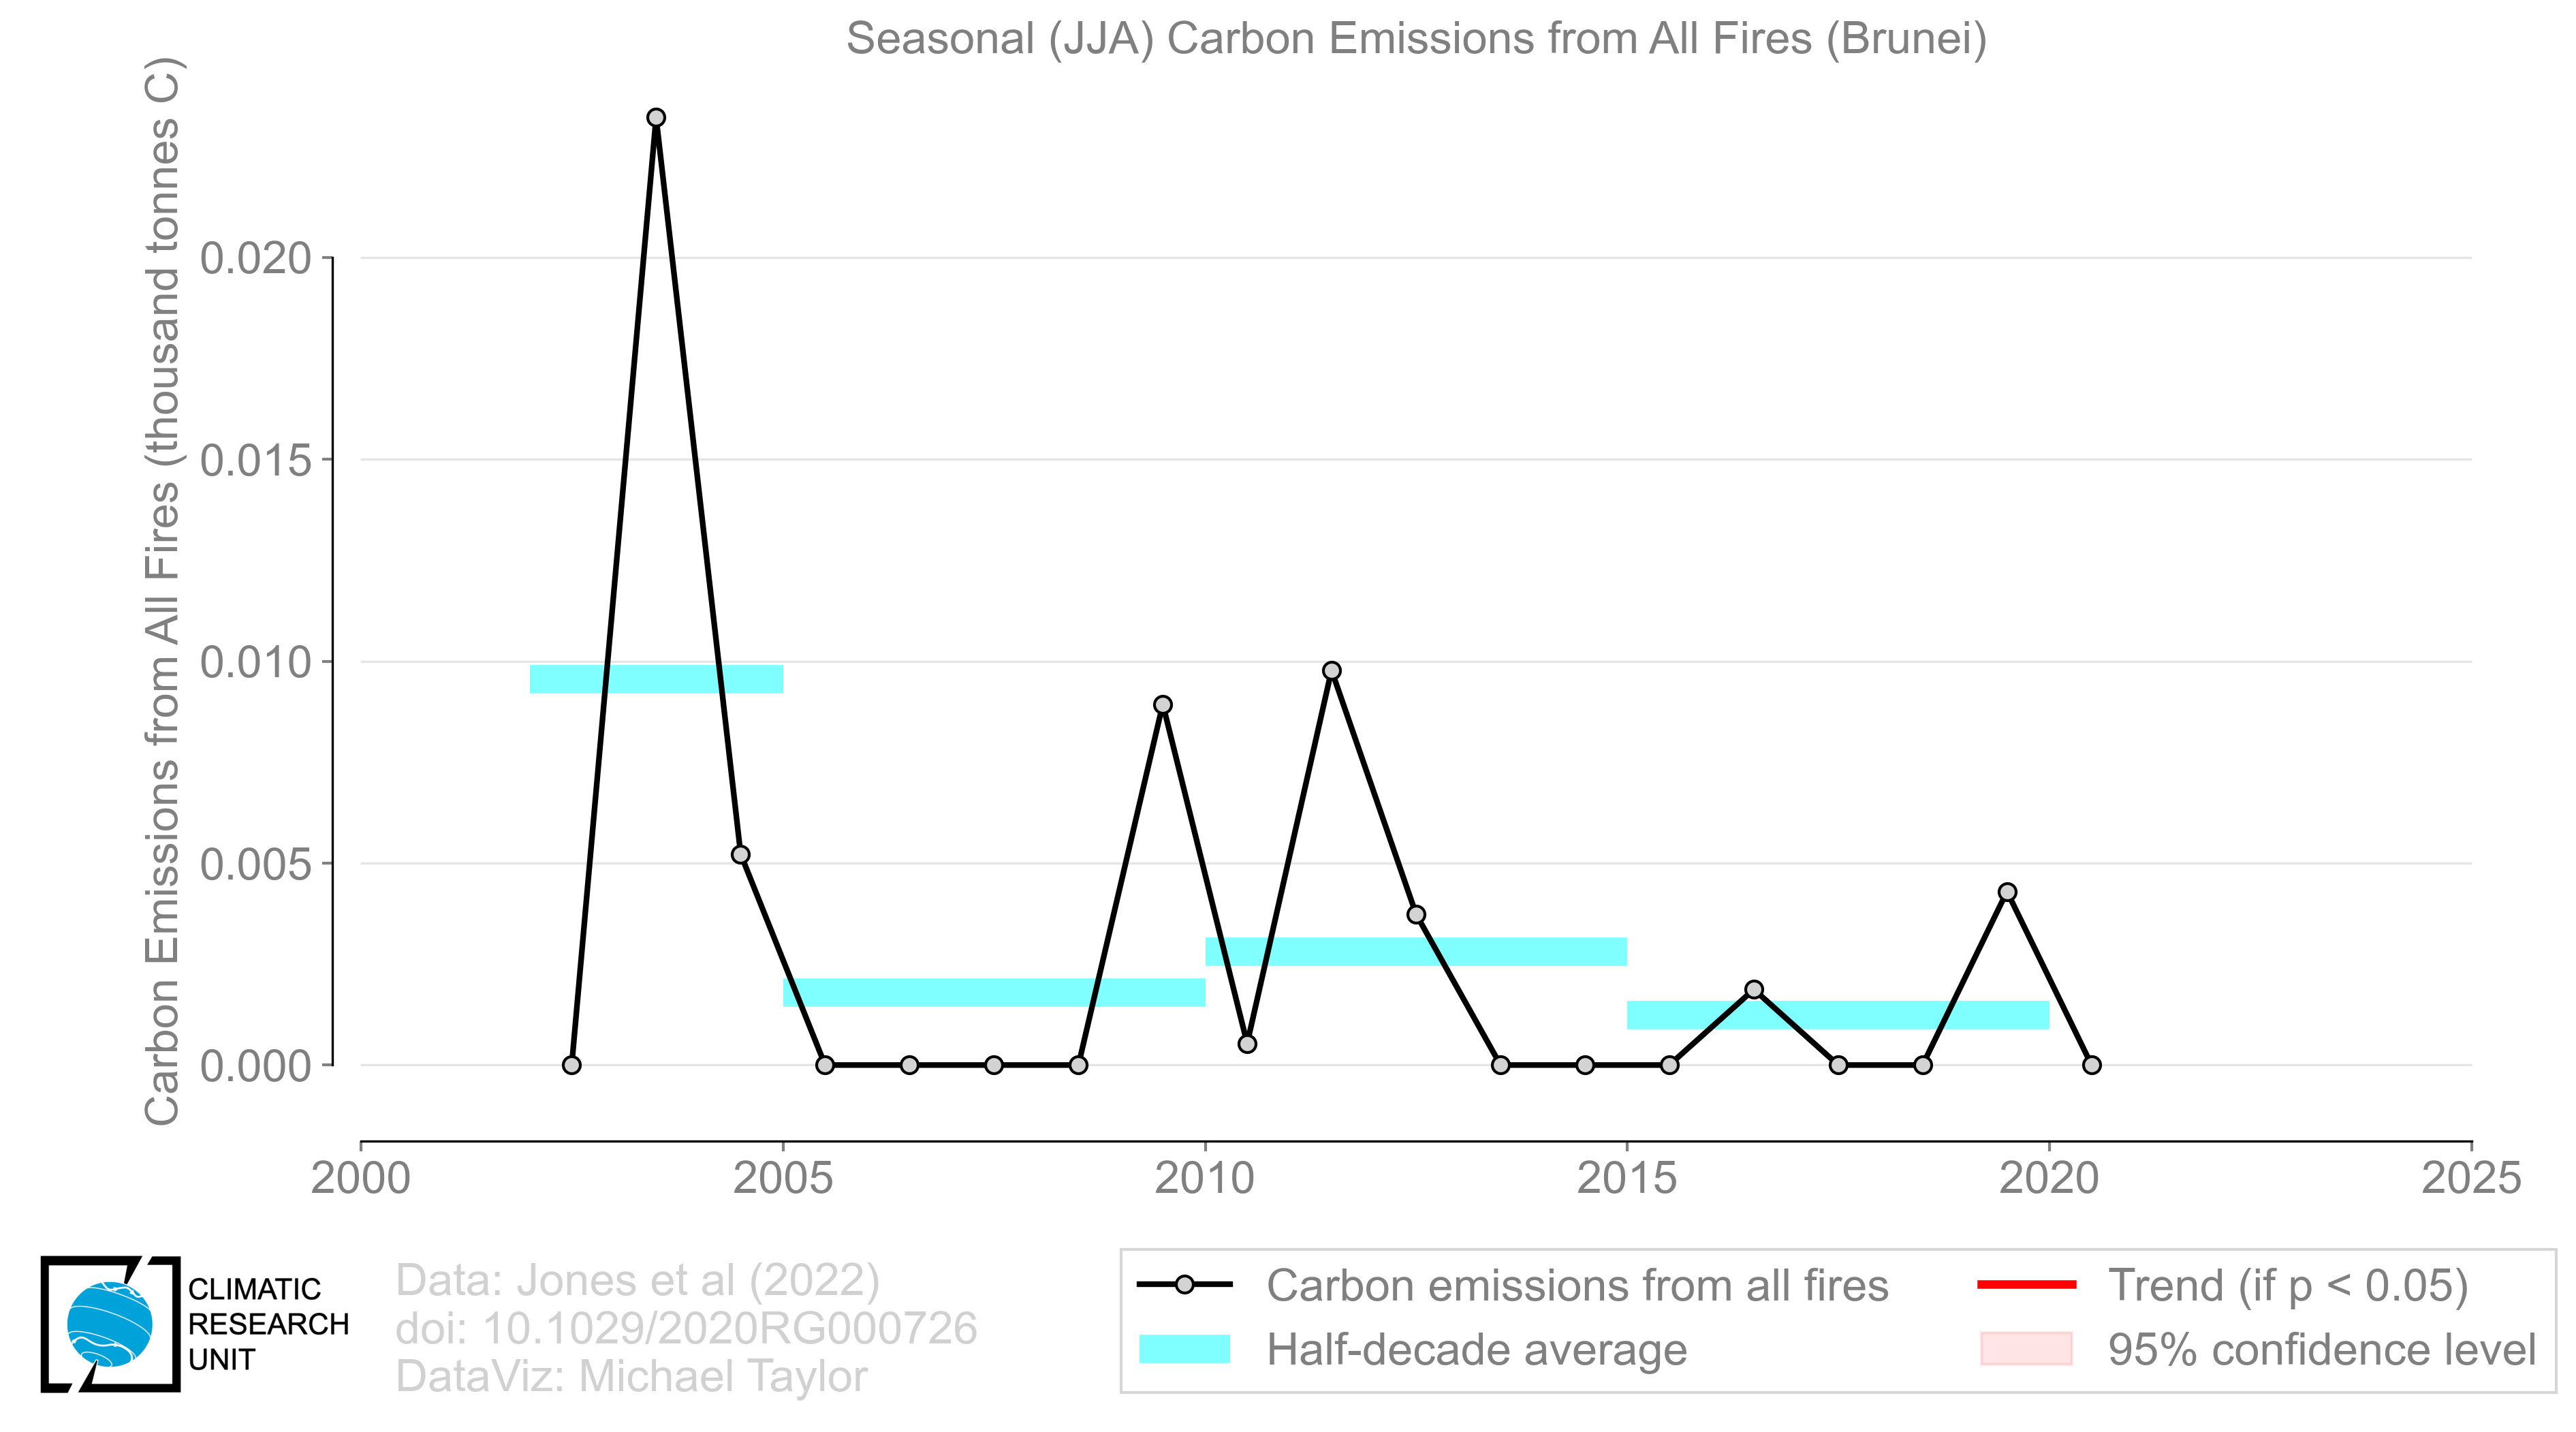 Seasonal (JJA) Carbon Emissions from All Fires (Brunei)
Carbon Emissions from All Fires (thousand tonnes C)
0.020
0.015
0.010
0.005
0.000
2000 2005 2010 2015 2020 2025
CLIMATIC
RESEARCH
UNIT
Data: Jones et al (2022)
doi: 10.1029/2020RG000726
DataViz: Michael Taylor
Carbon emissions from all fires
Half-decade average
Trend (if p < 0.05)
95% confidence level